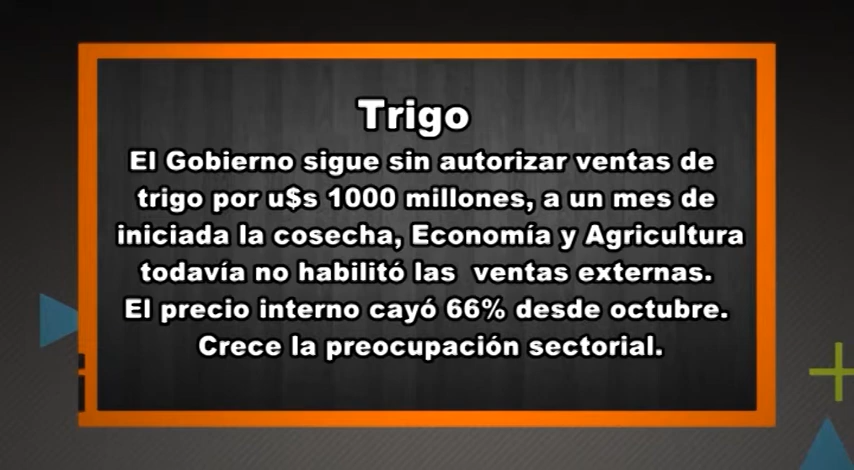 Trigo
El Gobierno sigue sin autorizar ventas de
trigo por u$s 1000 millones, a un mes de
iniciada la cosecha, Economía y Agricultura
todavía no habilitó las  ventas externas.
El precio interno cayó 66% desde octubre.
Crece la preocupación sectorial.